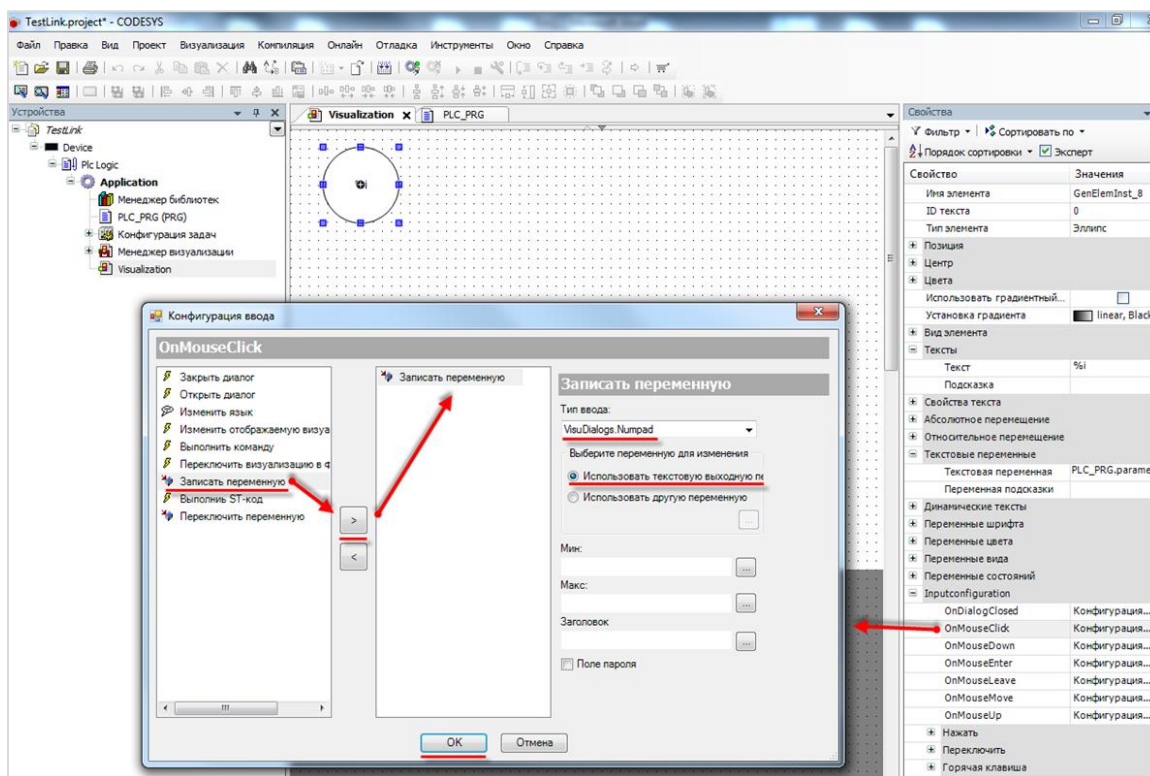 TestLink.project* - CODESYS
Файл Правка Вид Проект Визуализация Компиляция Онлайн Отладка Инструменты Окно Справка
Устройства
TestLink
Device
Plc Logic
Application
Менеджер библиотек
PLC_PRG (PRG)
Конфигурация задач
Менеджер визуализации
Visualization
Visualization PLC_PRG
Свойства
Фильтр Сортировать по
Порядок сортировки Эксперт
Свойство Значения
Имя элемента GenElemInst_8
ID текста 0
Тип элемента Эллипс
Позиция
Центр
Цвета
Использовать градиентный...
Установка градиента linear, Black
Вид элемента
Тексты
Текст %i
Подсказка
Свойства текста
Абсолютное перемещение
Относительное перемещение
Текстовые переменные
Текстовая переменная PLC_PRG.parame
Переменная подсказки
Динамические тексты
Переменные шрифта
Переменные цвета
Переменные вида
Переменные состояний
Inputconfiguration
OnDialogClosed Конфигурация...
OnMouseClick Конфигурация...
OnMouseDown Конфигурация...
OnMouseEnter Конфигурация...
OnMouseLeave Конфигурация...
OnMouseMove Конфигурация...
OnMouseUp Конфигурация...
Нажать
Переключить
Горячая клавиша
Конфигурация ввода
OnMouseClick
Закрыть диалог
Открыть диалог
Изменить язык
Изменить отображаемую визуа
Выполнить команду
Переключить визуализацию в ф
Записать переменную
Выполниь ST-код
Переключить переменную
>
<
Записать переменную
Записать переменную
Тип ввода:
VisuDialogs.Numpad
Выберите переменную для изменения
Использовать текстовую выходную пе
Использовать другую переменную
...
Мин:
...
Макс:
...
Заголовок
...
Поле пароля
OK Отмена